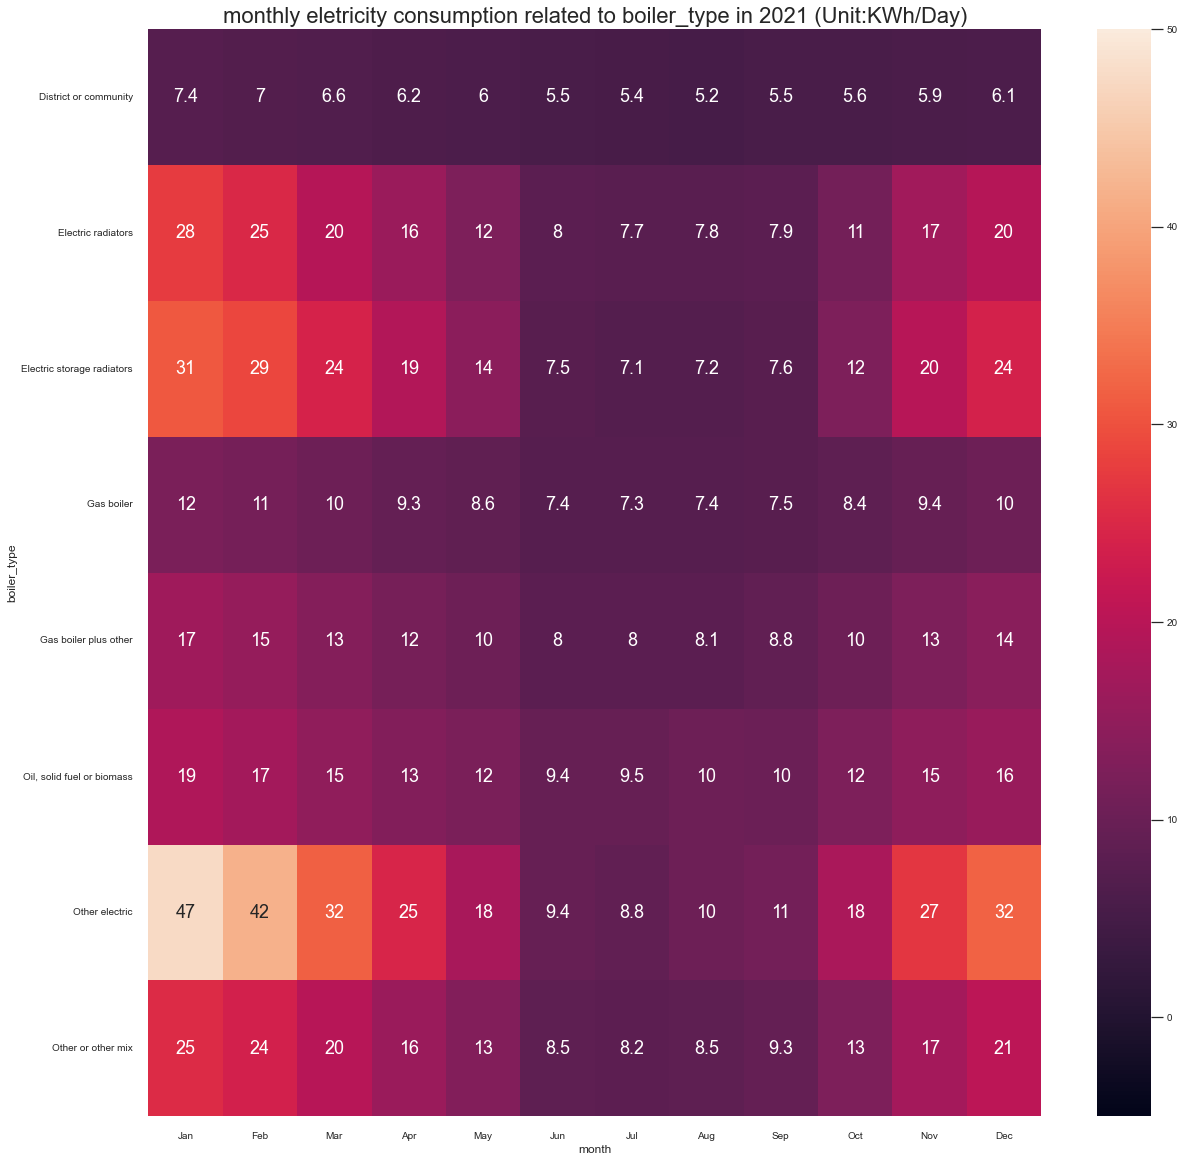 monthly eletricity consumption related to boiler_type in 2021 (Unit:KWh/Day)
District or community 7.4 7 6.6 6.2 6 5.5 5.4 5.2 5.5 5.6 5.9 6.1
Electric radiators 28 25 20 16 12 8 7.7 7.8 7.9 11 17 20
Electric storage radiators 31 29 24 19 14 7.5 7.1 7.2 7.6 12 20 24
Gas boiler 12 11 10 9.3 8.6 7.4 7.3 7.4 7.5 8.4 9.4 10
Gas boiler plus other 17 15 13 12 10 8 8 8.1 8.8 10 13 14
Oil, solid fuel or biomass 19 17 15 13 12 9.4 9.5 10 10 12 15 16
Other electric 47 42 32 25 18 9.4 8.8 10 11 18 27 32
Other or other mix 25 24 20 16 13 8.5 8.2 8.5 9.3 13 17 21
boiler_type
Jan Feb Mar Apr May Jun Jul Aug Sep Oct Nov Dec
month
50
40
30
20
10
0